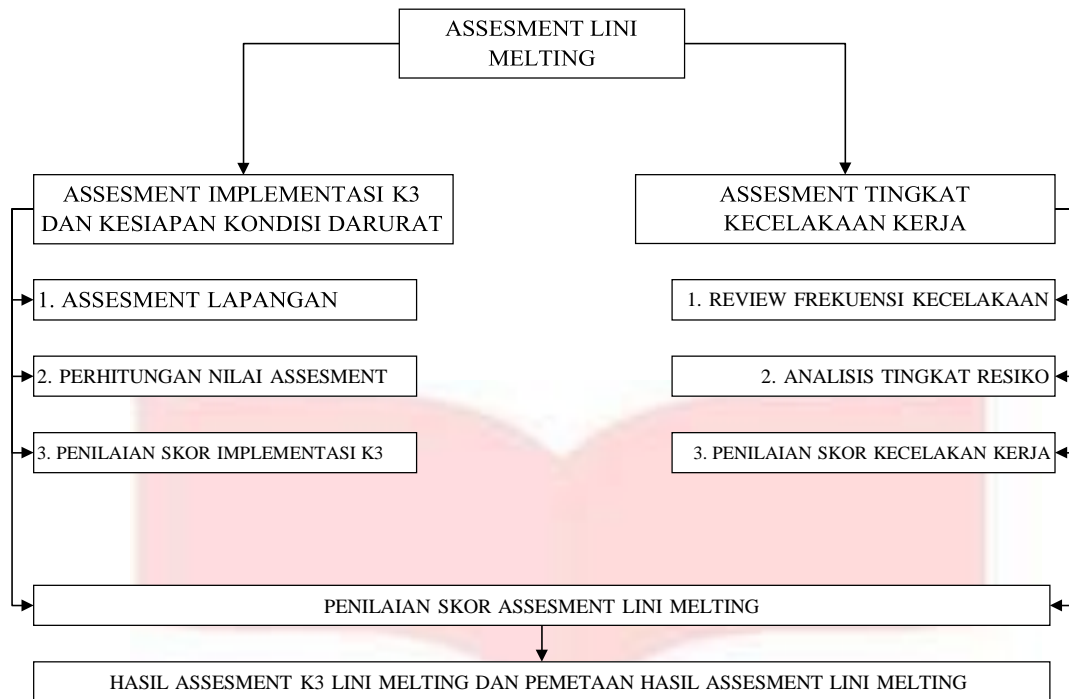 ASSESMENT LINI
MELTING
ASSESMENT IMPLEMENTASI K3
DAN KESIAPAN KONDISI DARURAT
1. ASSESMENT LAPANGAN
2. PERHITUNGAN NILAI ASSESMENT
3. PENILAIAN SKOR IMPLEMENTASI K3
ASSESMENT TINGKAT
KECELAKAAN KERJA
1. REVIEW FREKUENSI KECELAKAAN
2. ANALISIS TINGKAT RESIKO
3. PENILAIAN SKOR KECELAKAN KERJA
PENILAIAN SKOR ASSESMENT LINI MELTING
HASIL ASSESMENT K3 LINI MELTING DAN PEMETAAN HASIL ASSESMENT LINI MELTING